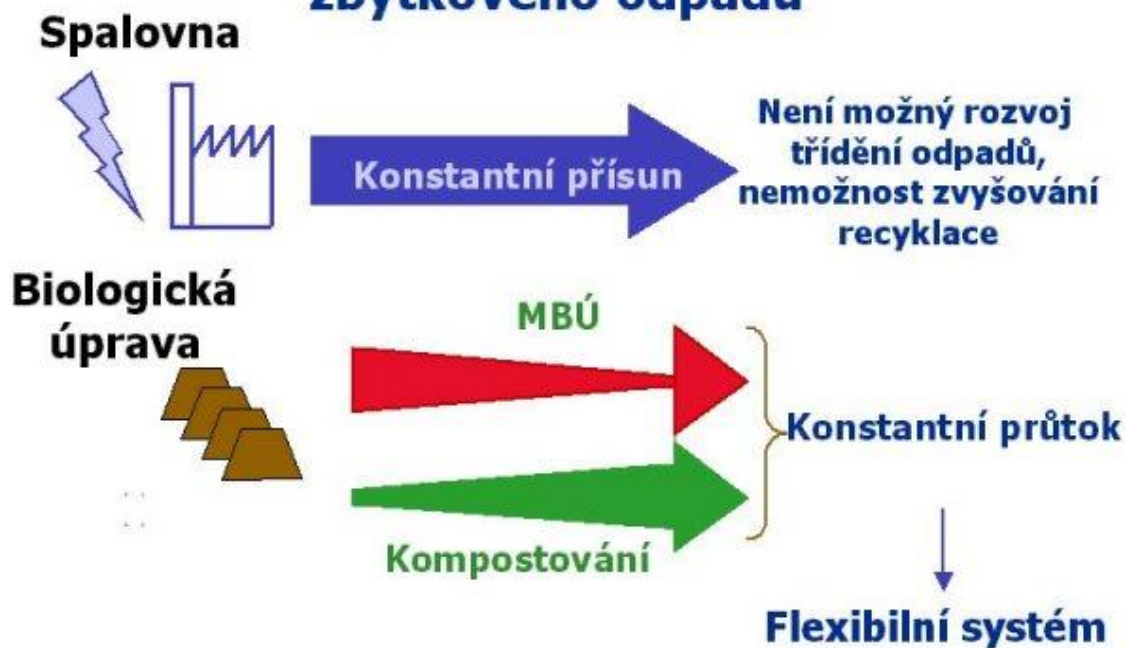 zbytkového odpadu
Spalovna
Konstantní přísun
Není možný rozvoj
třídění odpadů,
nemožnost zvyšování
recyklace
Biologická
úprava
MBÚ
Kompostování
Konstantní průtok
Flexibilní systém